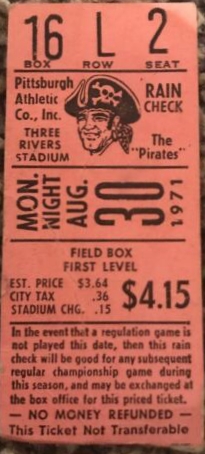 16 L 2
BOX ROW SEAT
Pittsburgh
Athletic
Co., Inc.
THREE
RIVERS
STADIUM
RAIN
CHECK
The
"Pirates"
MON.
NIGHT
AUG.
30
1971
FIELD BOX
FIRST LEVEL
EST. PRICE $3.64
CITY TAX .36
STADIUM CHG. .15
$4.15
In the event that a regulation game is
not played this date, then this rain
check will be good for any subsequent
regular championship game during
this season, and may be exchanged at
the box office for this priced ticket.
— NO MONEY REFUNDED —
This Ticket Not Transferable